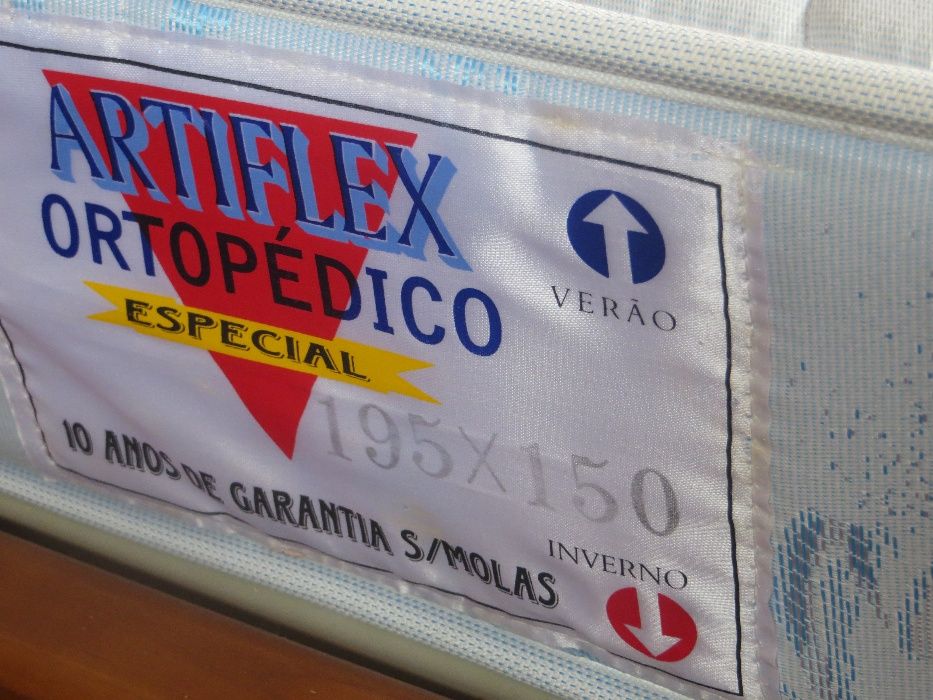 ARTIFLEX
ORTOPÉDICO
ESPECIAL
VERÃO
195X150
10 ANOS DE GARANTIA S/MOLAS
INVERNO